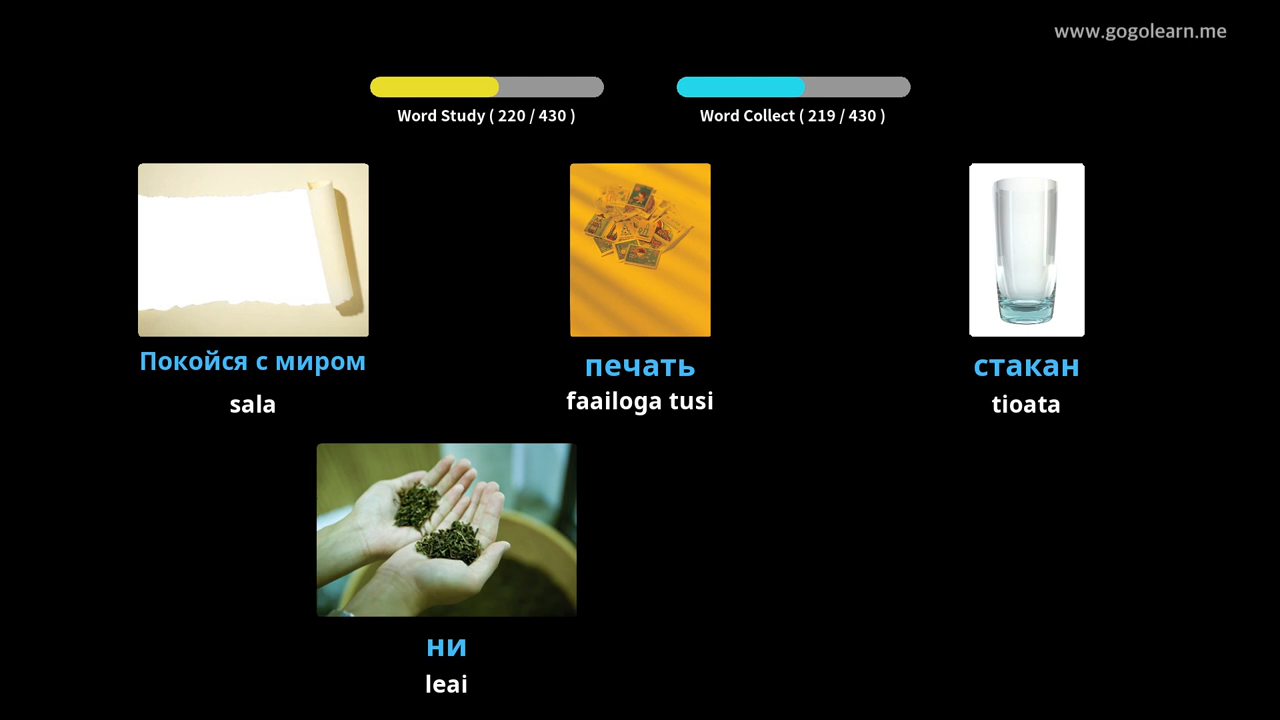 www.gogolearn.me
Word Study ( 220 / 430 )
Word Collect ( 219 / 430 )
Покойся с миром
sala
печать
faailoga tusi
стакан
tioata
ни
leai